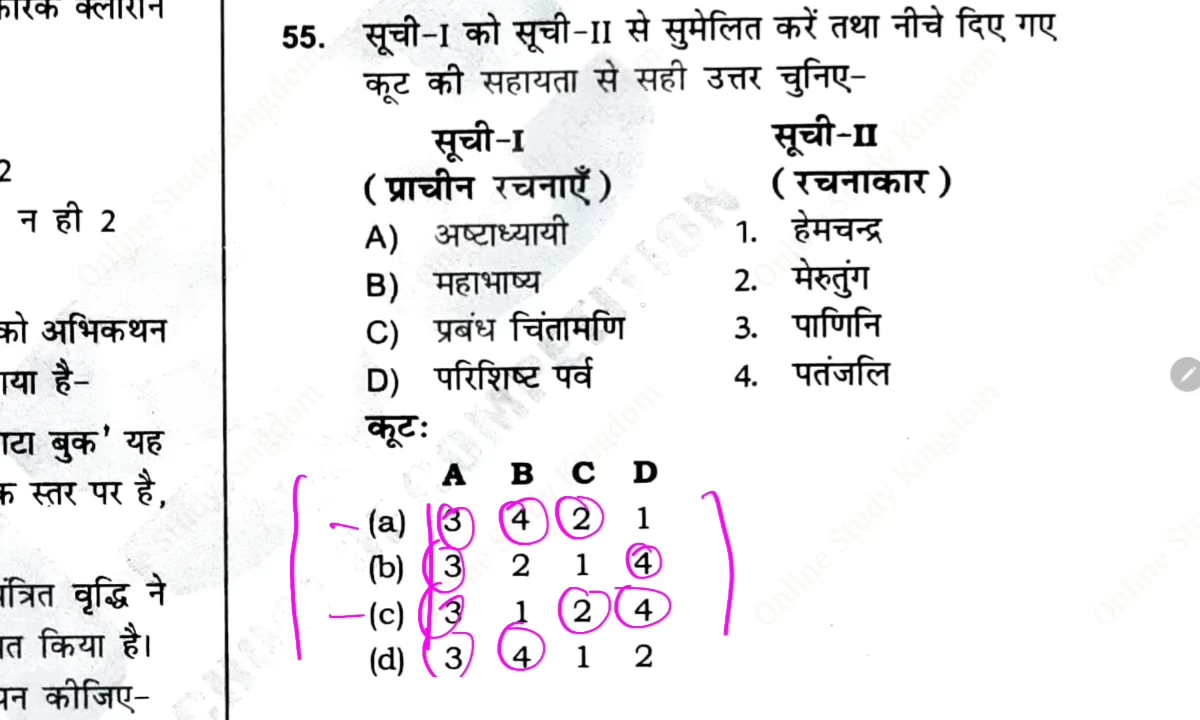 2
न ही 2
को अभिकथन
गया है-
गटा बुक' यह
क स्तर पर है,
यंत्रित वृद्धि ने
ात किया है।
यन कीजिए-
55. सूची-I को सूची-II से सुमेलित करें तथा नीचे दिए गए
कूट की सहायता से सही उत्तर चुनिए-
सूची-I सूची-II
(प्राचीन रचनाएँ) (रचनाकार)
A) अष्टाध्यायी 1. हेमचन्द्र
B) महाभाष्य 2. मेरुतुंग
C) प्रबंध चिंतामणि 3. पाणिनि
D) परिशिष्ट पर्व 4. पतंजलि
कूट:
A B C D
(a) 3 4 2 1
(b) 3 2 1 4
(c) 3 1 2 4
(d) 3 4 1 2